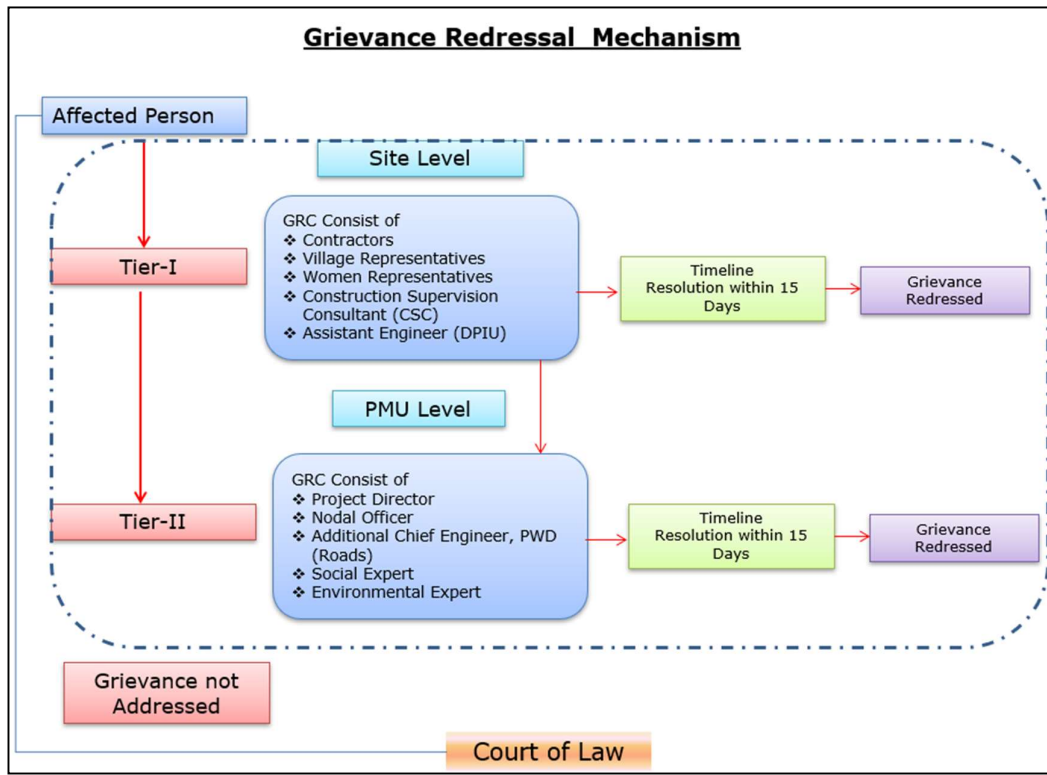 Grievance Redressal Mechanism
Affected Person
Site Level
GRC Consist of
❖ Contractors
❖ Village Representatives
❖ Women Representatives
❖ Construction Supervision
Consultant (CSC)
❖ Assistant Engineer (DPIU)
Tier-I
Timeline
Resolution within 15
Days
Grievance
Redressed
PMU Level
GRC Consist of
❖ Project Director
❖ Nodal Officer
❖ Additional Chief Engineer, PWD
(Roads)
❖ Social Expert
❖ Environmental Expert
Tier-II
Timeline
Resolution within 15
Days
Grievance
Redressed
Grievance not
Addressed
Court of Law